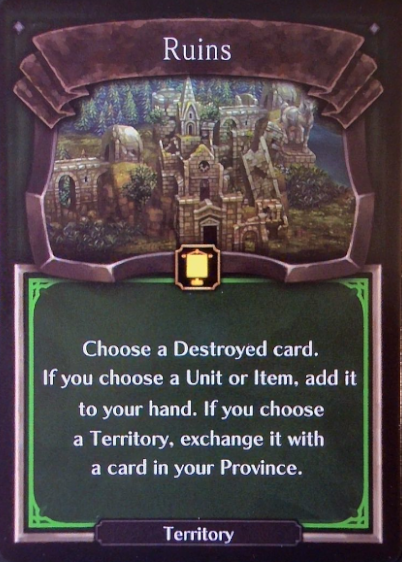 Ruins
Choose a Destroyed card.
If you choose a Unit or Item, add it
to your hand. If you choose
a Territory, exchange it with
a card in your Province.
Territory